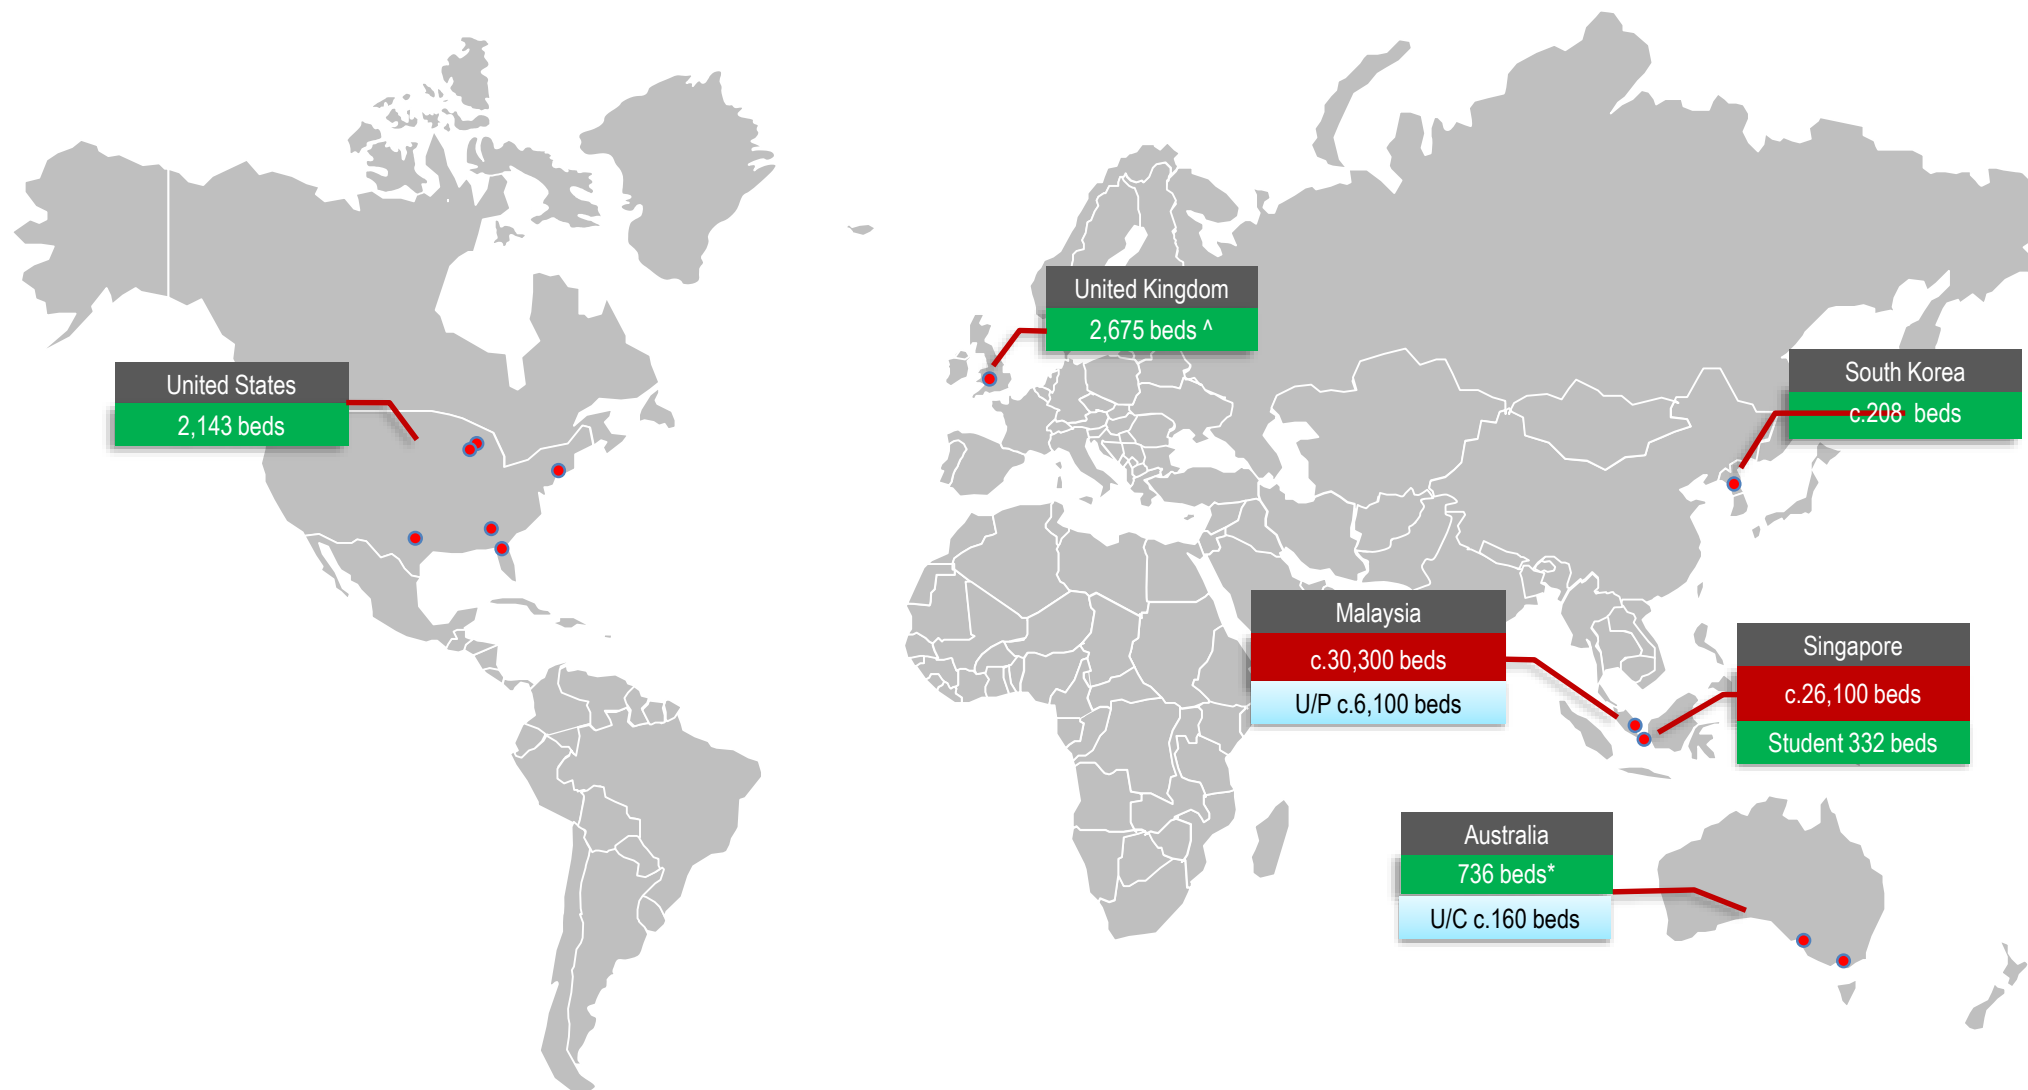 United Kingdom
2,675 beds ^
United States
2,143 beds
South Korea
c.208 beds
Malaysia
c.30,300 beds
U/P c.6,100 beds
Singapore
c.26,100 beds
Student 332 beds
Australia
736 beds*
U/C c.160 beds